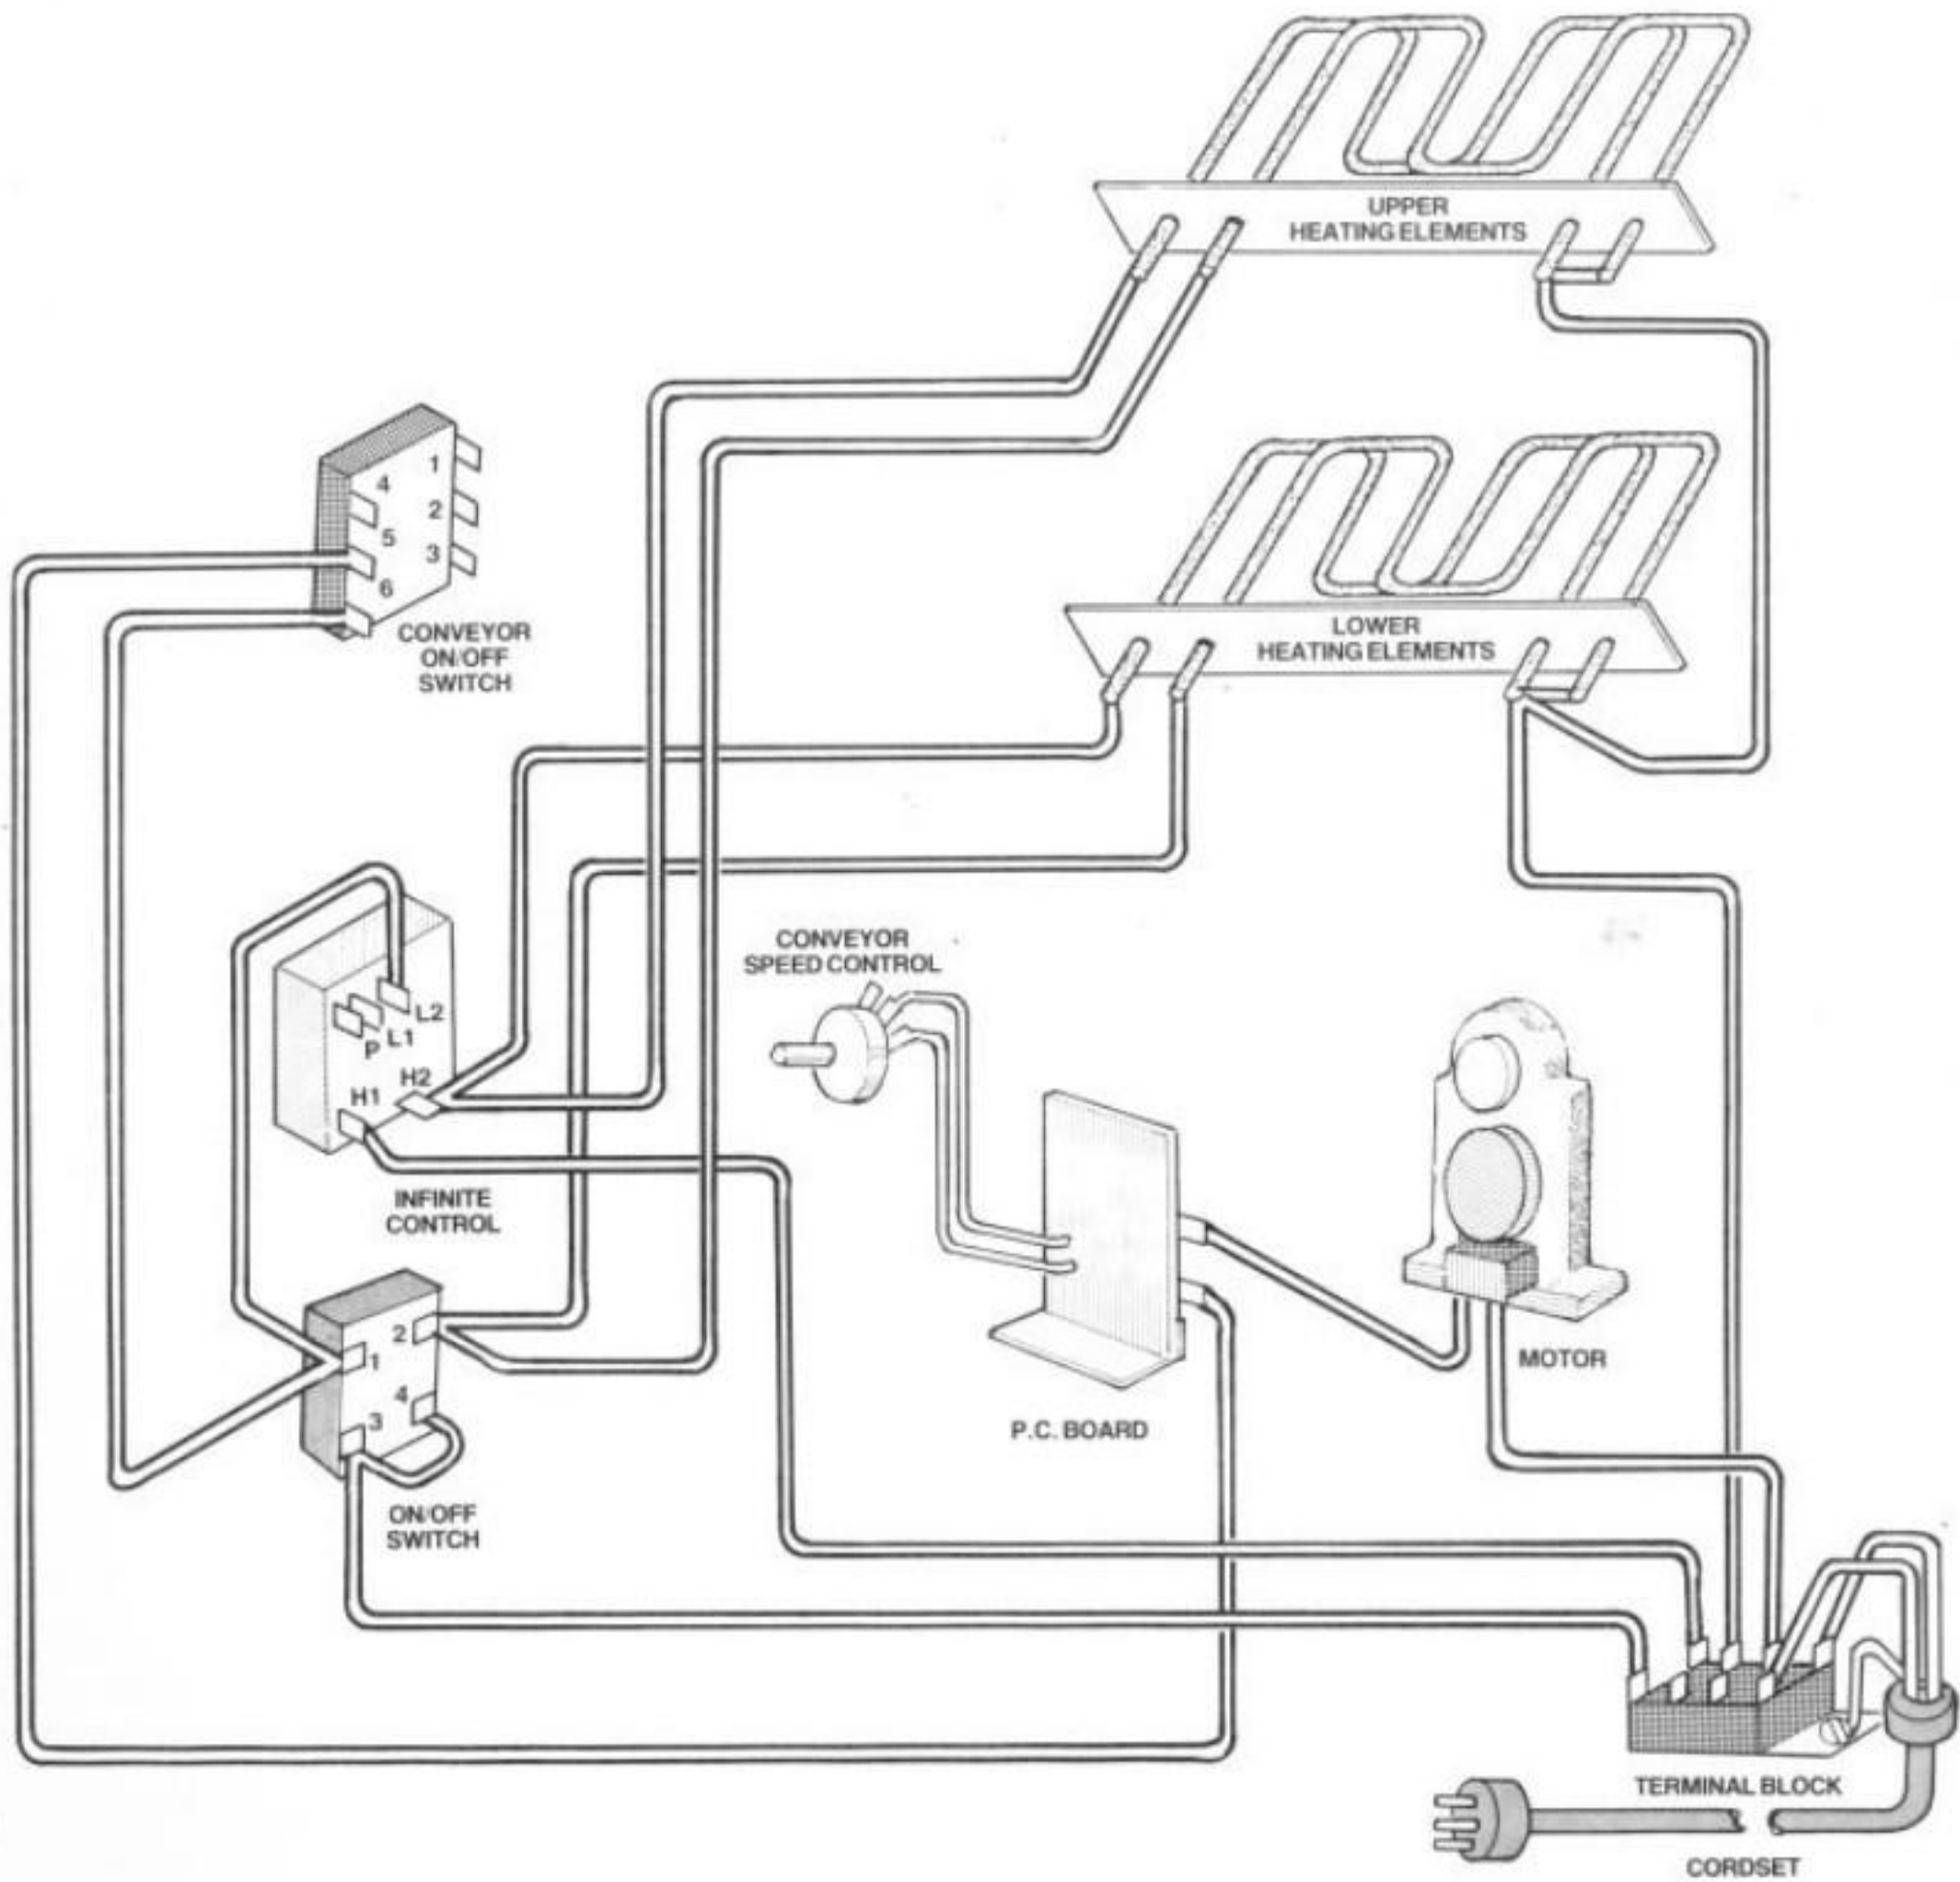 UPPER
HEATING ELEMENTS
1
4
2
5
3
6
CONVEYOR
ON/OFF
SWITCH
LOWER
HEATING ELEMENTS
CONVEYOR
SPEED CONTROL
L2
L1
P
H2
H1
INFINITE
CONTROL
2
1
4
3
ON/OFF
SWITCH
MOTOR
P.C. BOARD
TERMINAL BLOCK
CORDSET